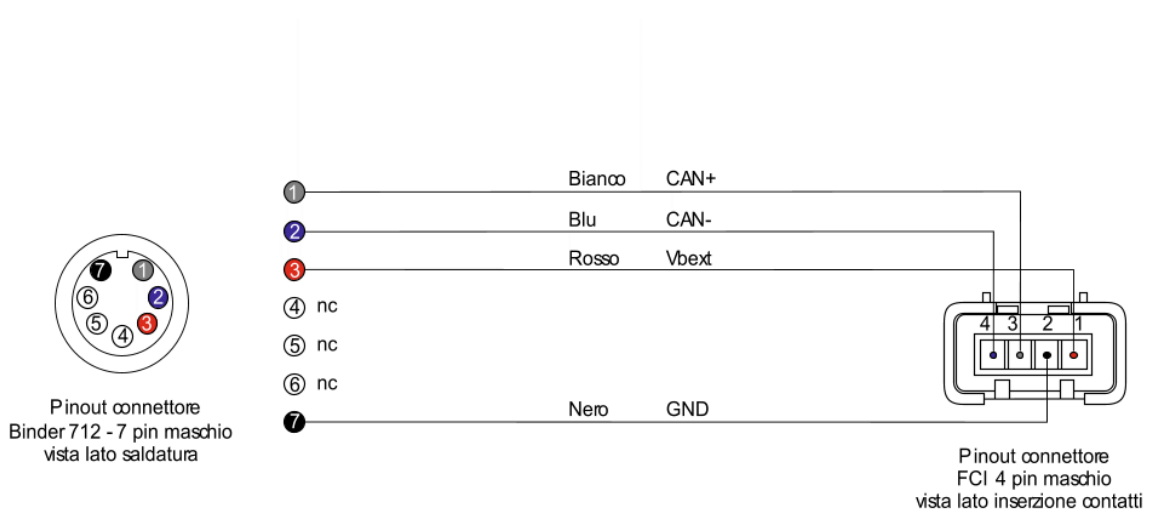 1 Bianco CAN+
2 Blu CAN-
3 Rosso Vbext
4 nc
5 nc
6 nc
7 Nero GND
7 1
6 2
5 3
4
Pinout connettore
Binder 712 - 7 pin maschio
vista lato saldatura
4 3 2 1
Pinout connettore
FCI 4 pin maschio
vista lato inserzione contatti